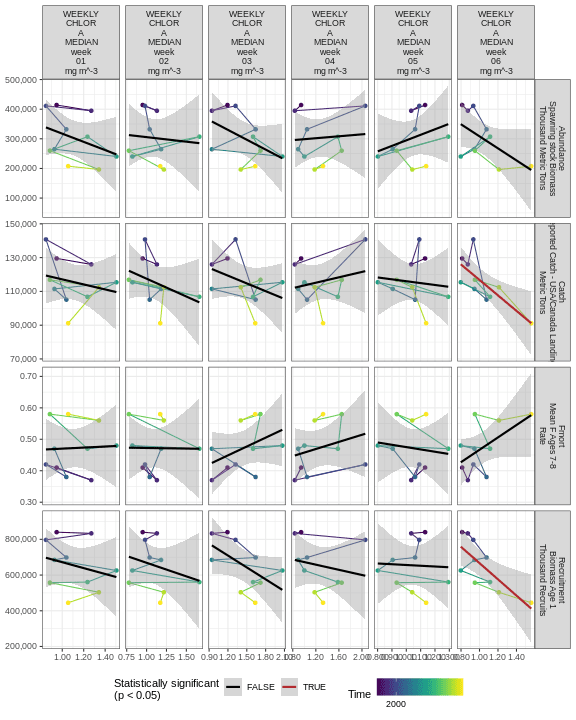 WEEKLY WEEKLY WEEKLY WEEKLY WEEKLY WEEKLY
CHLOR CHLOR CHLOR CHLOR CHLOR CHLOR
A A A A A A
MEDIAN MEDIAN MEDIAN MEDIAN MEDIAN MEDIAN
week week week week week week
01 02 03 04 05 06
mg m^-3 mg m^-3 mg m^-3 mg m^-3 mg m^-3 mg m^-3
500,000
400,000
300,000
200,000
100,000
Abundance
Spawning stock Biomass
Thousand Metric Tons
150,000
130,000
110,000
90,000
70,000
Catch
ported Catch - USA/Canada Landin
Metric Tons
0.70
0.60
0.50
0.40
0.30
Fmort
Mean F Ages 7-8
Rate
800,000
600,000
400,000
200,000
Recruitment
Biomass Age 1
Thousand Recruits
1.00 1.20 1.40 0.75 1.00 1.25 1.50 0.90 1.20 1.50 1.80 1.20 1.60 2.00 1.00 1.20 1.40
Statistically significant
(p < 0.05)
FALSE TRUE
Time
2000